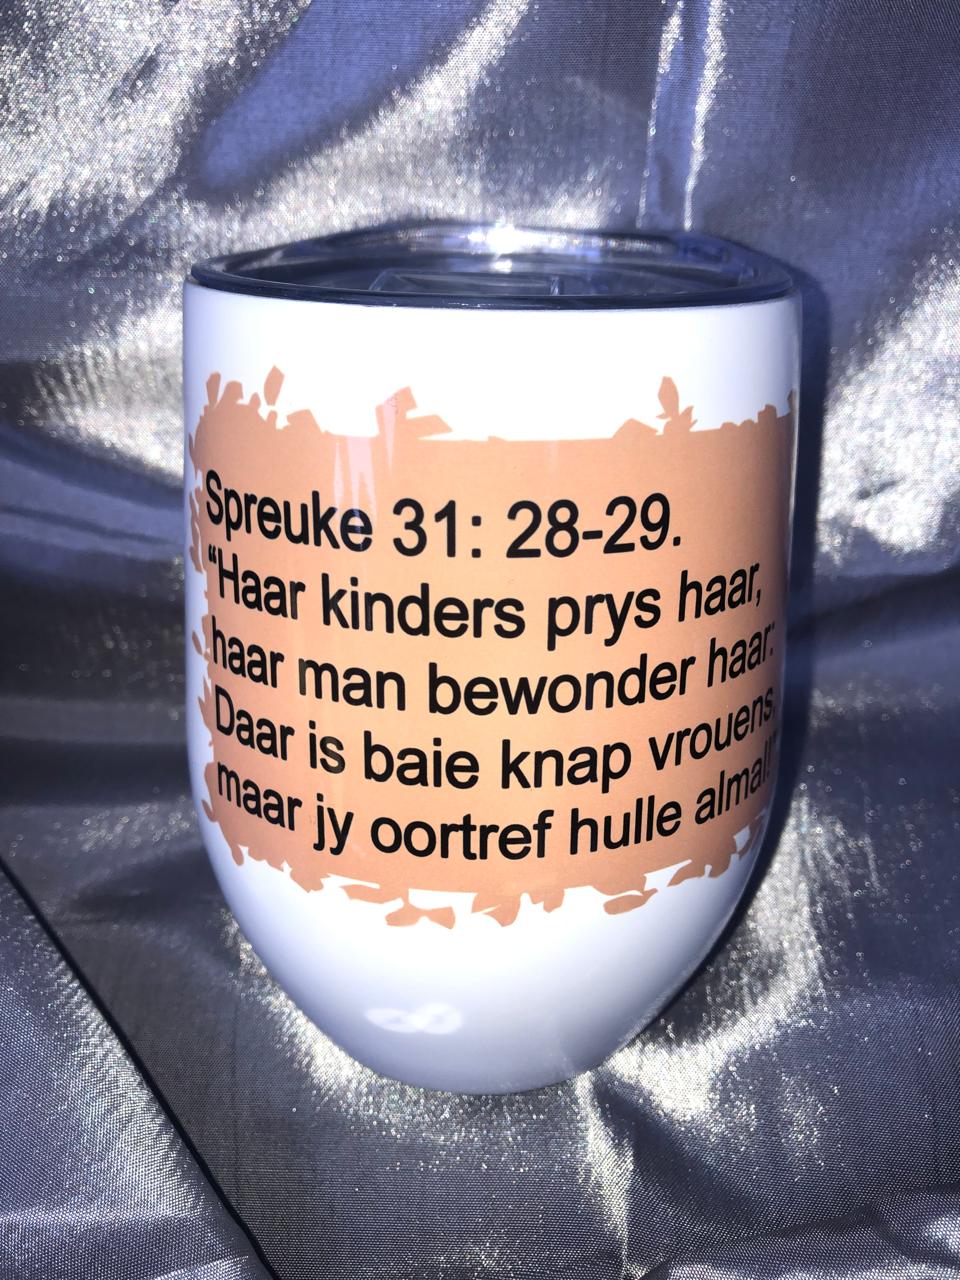 Spreuke 31: 28-29.
“Haar kinders prys haar,
haar man bewonder haar:
Daar is baie knap vrouens,
maar jy oortref hulle almal!”